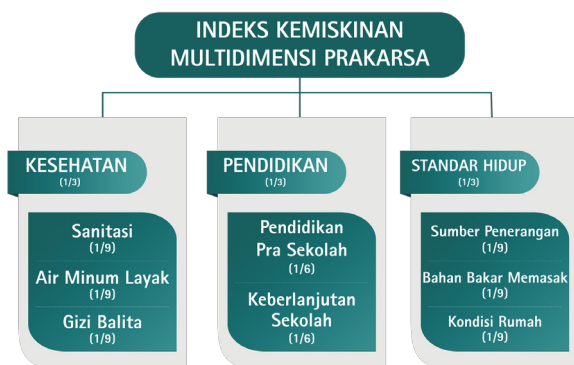 INDEKS KEMISKINAN
MULTIDIMENSI PRAKARSA
KESEHATAN
(1/3)
Sanitasi
(1/9)
Air Minum Layak
(1/9)
Gizi Balita
(1/9)
PENDIDIKAN
(1/3)
Pendidikan
Pra Sekolah
(1/6)
Keberlanjutan
Sekolah
(1/6)
STANDAR HIDUP
(1/3)
Sumber Penerangan
(1/9)
Bahan Bakar Memasak
(1/9)
Kondisi Rumah
(1/9)